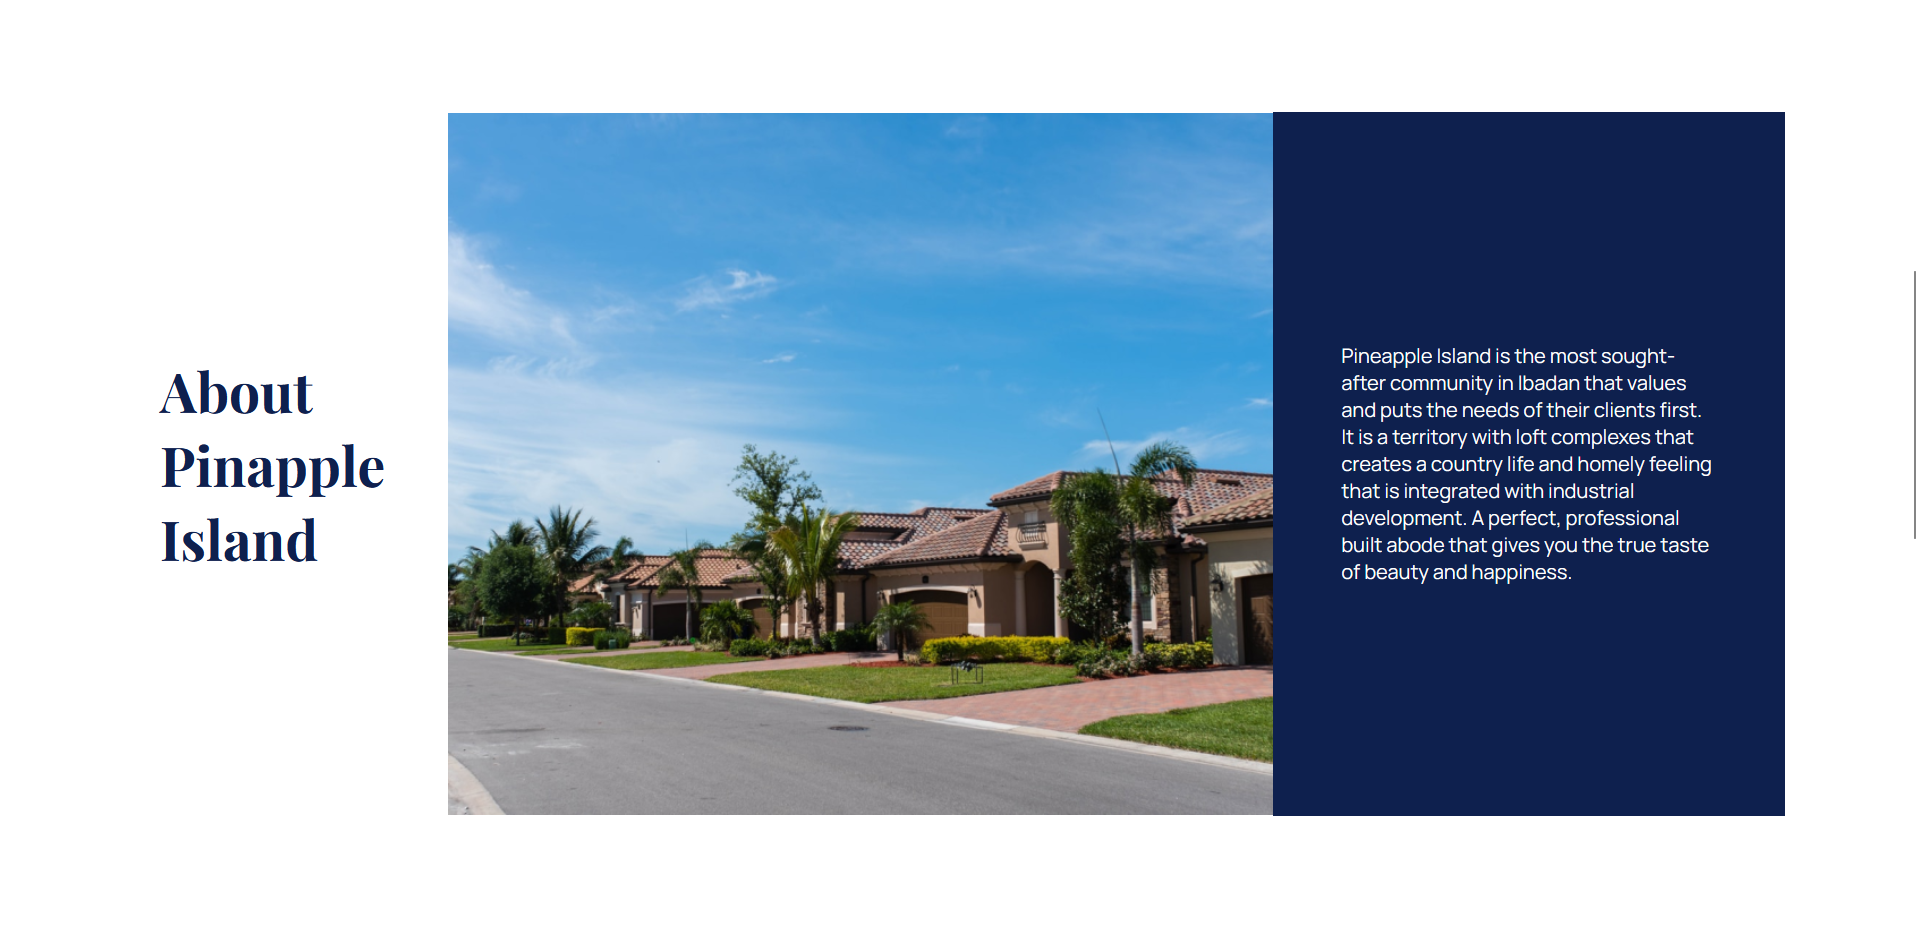 About
Pinapple
Island
Pineapple Island is the most sought-
after community in Ibadan that values
and puts the needs of their clients first.
It is a territory with loft complexes that
creates a country life and homely feeling
that is integrated with industrial
development. A perfect, professional
built abode that gives you the true taste
of beauty and happiness.